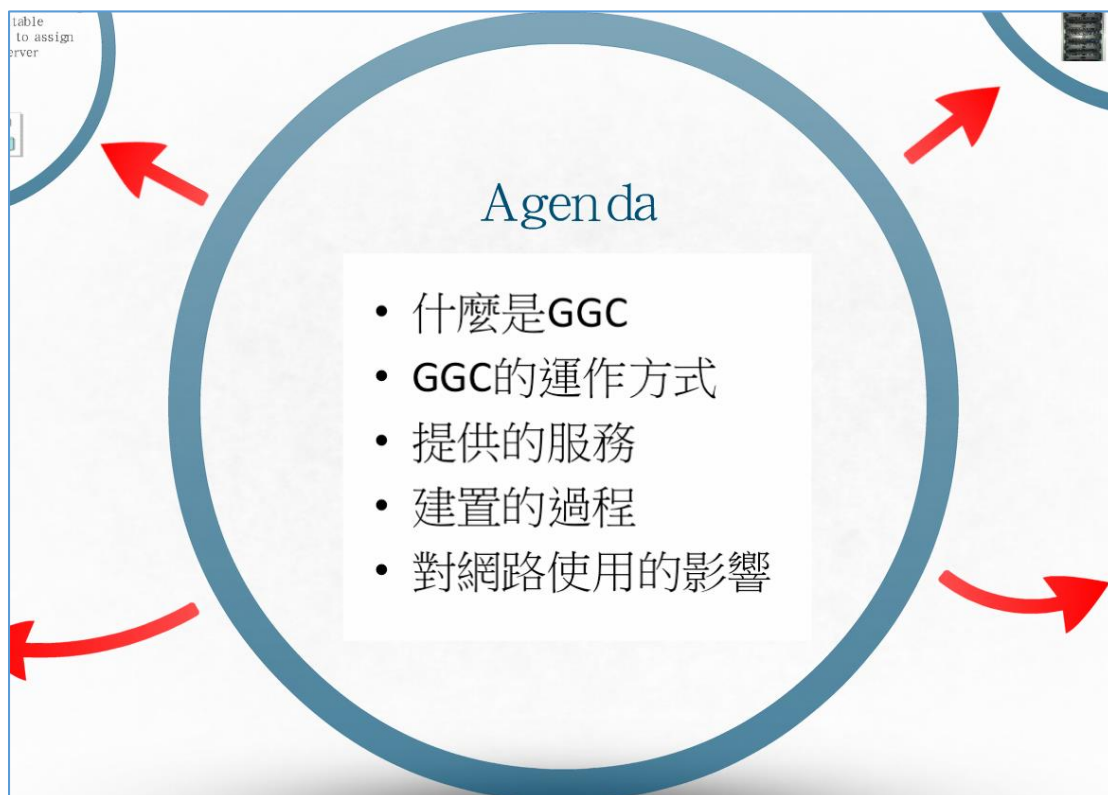 table
to assign
Agenda
• 什麼是GGC
• GGC的運作方式
• 提供的服務
• 建置的過程
• 對網路使用的影響